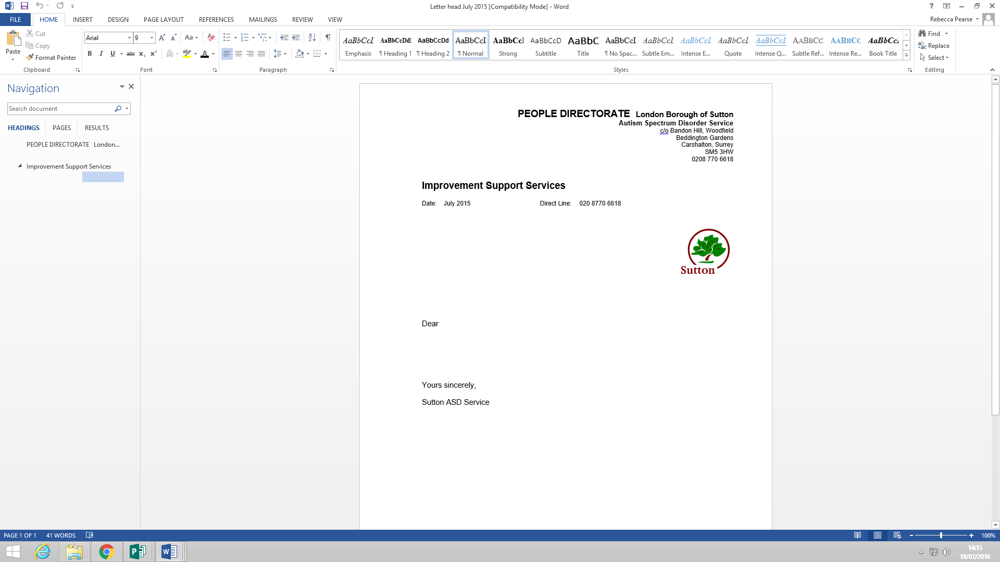 Letter head July 2015 [Compatibility Mode] - Word
?
FILE HOME INSERT DESIGN PAGE LAYOUT REFERENCES MAILINGS REVIEW VIEW
Rebecca Pearse
Paste
Cut
Copy
Format Painter
Clipboard
Arial 9
Font
Paragraph
AaBbCcL AaBbCcDd AaBbCcDd AaBbCcI AaBbCcI AaBbCcD AaBbC AaBbCcI AaBbCcL AaBbCcL AaBbCcL AaBbCcL AABBCC AABBCC AaBbCcL
Emphasis ¶ Heading 1 ¶ Heading 2 ¶ Normal Strong Subtitle Title ¶ No Spac... Subtle Em... Intense E... Quote Intense Q... Subtle Ref... Intense Re... Book Title
Styles
Find
Replace
Select
Editing
Navigation
Search document
HEADINGS PAGES RESULTS
PEOPLE DIRECTORATE London...
Improvement Support Services
PEOPLE DIRECTORATE London Borough of Sutton
Autism Spectrum Disorder Service
c/o Bandon Hill, Woodfield
Beddington Gardens
Carshalton, Surrey
SM5 3HW
0208 770 6618
Improvement Support Services
Date: July 2015 Direct Line: 020 8770 6618
Sutton
Dear
Yours sincerely,
Sutton ASD Service
PAGE 1 OF 1 41 WORDS
100%
14:15
18/07/2016